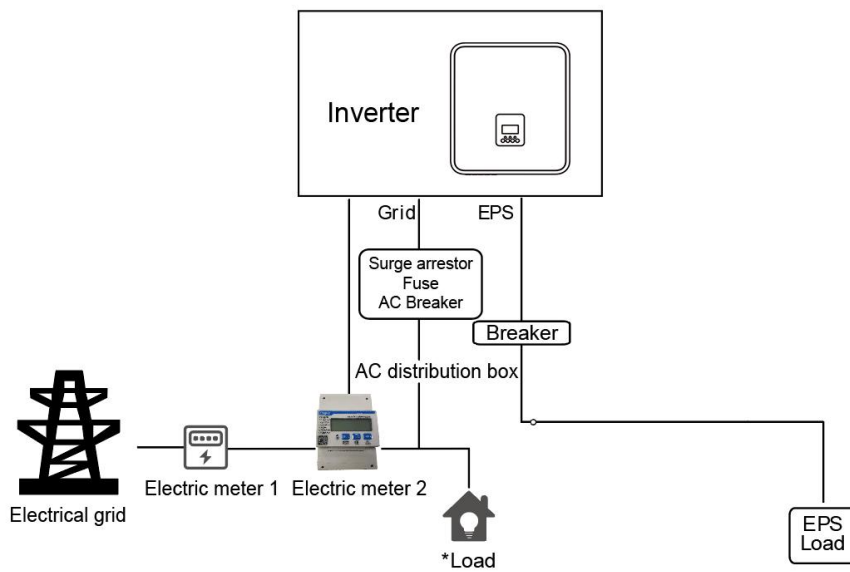 Inverter
Grid
EPS
Surge arrestor
Fuse
AC Breaker
Breaker
AC distribution box
Electric meter 1
Electric meter 2
Electrical grid
*Load
EPS
Load